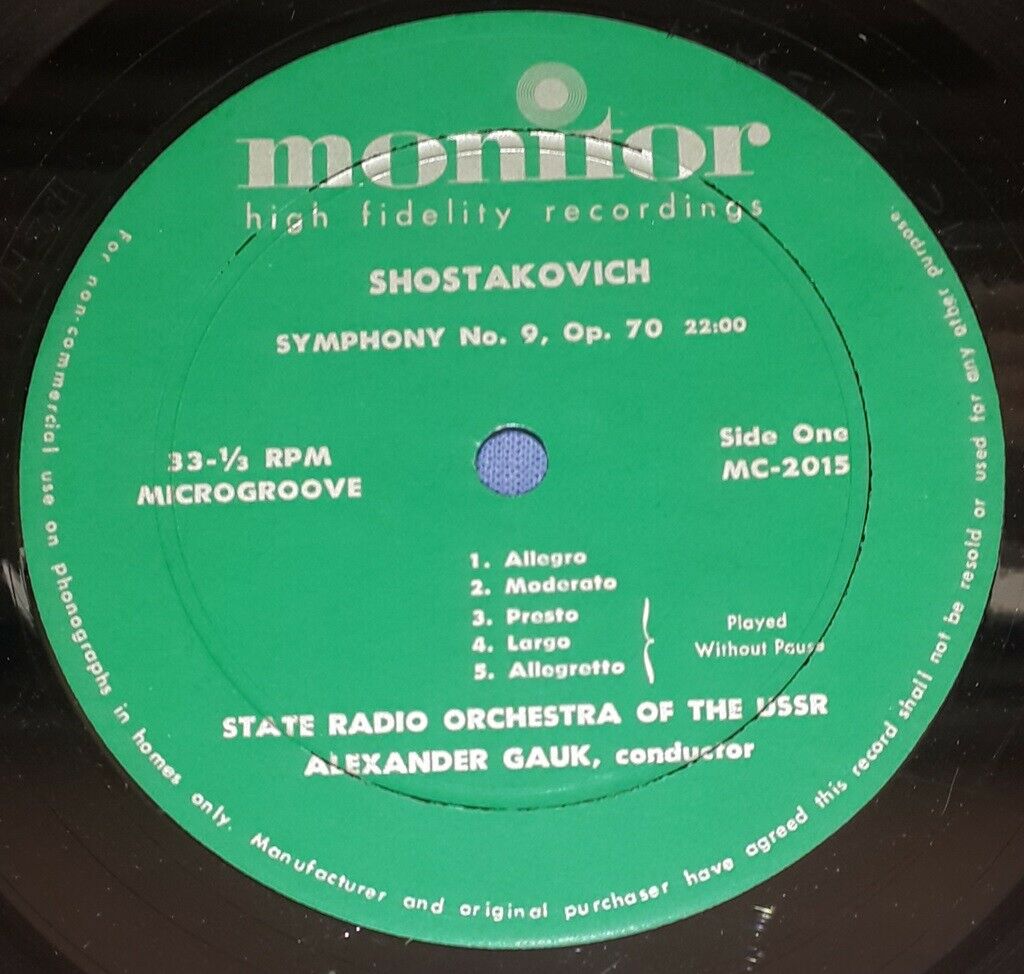 monitor
high fidelity recordings
SHOSTAKOVICH
SYMPHONY No. 9, Op. 70 22:00
33-⅓ RPM
MICROGROOVE
Side One
MC-2015
1. Allegro
2. Moderato
3. Presto
4. Largo
5. Allegretto
Played
Without Pause
STATE RADIO ORCHESTRA OF THE USSR
ALEXANDER GAUK, conductor
For non-commercial use on phonographs in homes only. Manufacturer and original purchaser have agreed this record shall not be resold or used for any other purpose